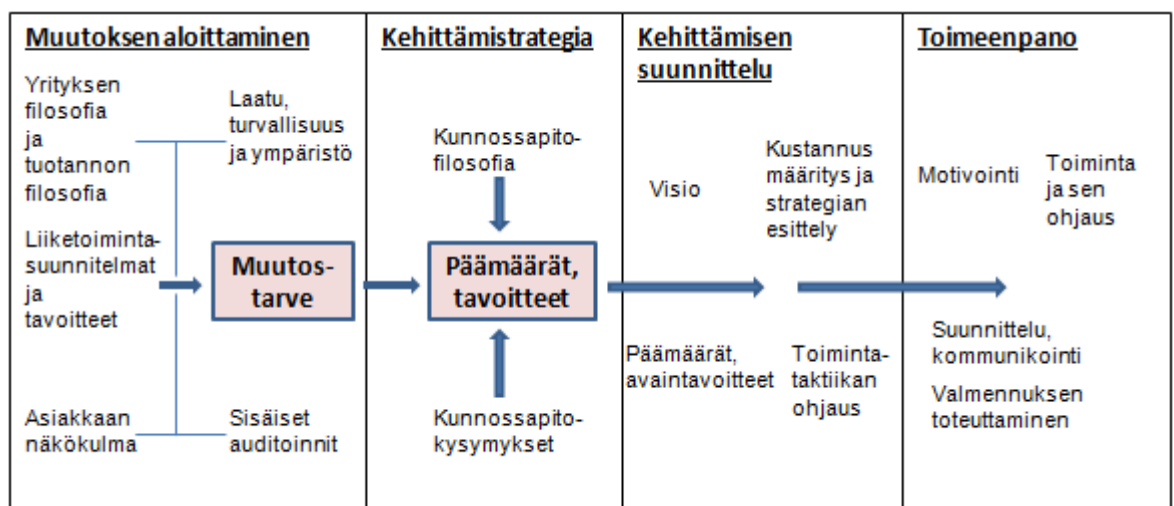 Muutoksen aloittaminen
Yrityksen
filosofia
ja
tuotannon
filosofia
Laatu,
turvallisuus
ja ympäristö
Liiketoiminta-
suunnitelmat
ja
tavoitteet
Muutos-
tarve
Asiakkaan
näkökulma
Sisäiset
auditoinnit
Kehittämistrategia
Kunnossapito-
filosofia
Päämäärät,
tavoitteet
Kunnossapito-
kysymykset
Kehittämisen
suunnittelu
Visio
Kustannus
määritys ja
strategian
esittely
Päämäärät,
avaintavoitteet
Toiminta-
taktiikan
ohjaus
Toimeenpano
Motivointi
Toiminta
ja sen
ohjaus
Suunnittelu,
kommunikointi
Valmennuksen
toteuttaminen